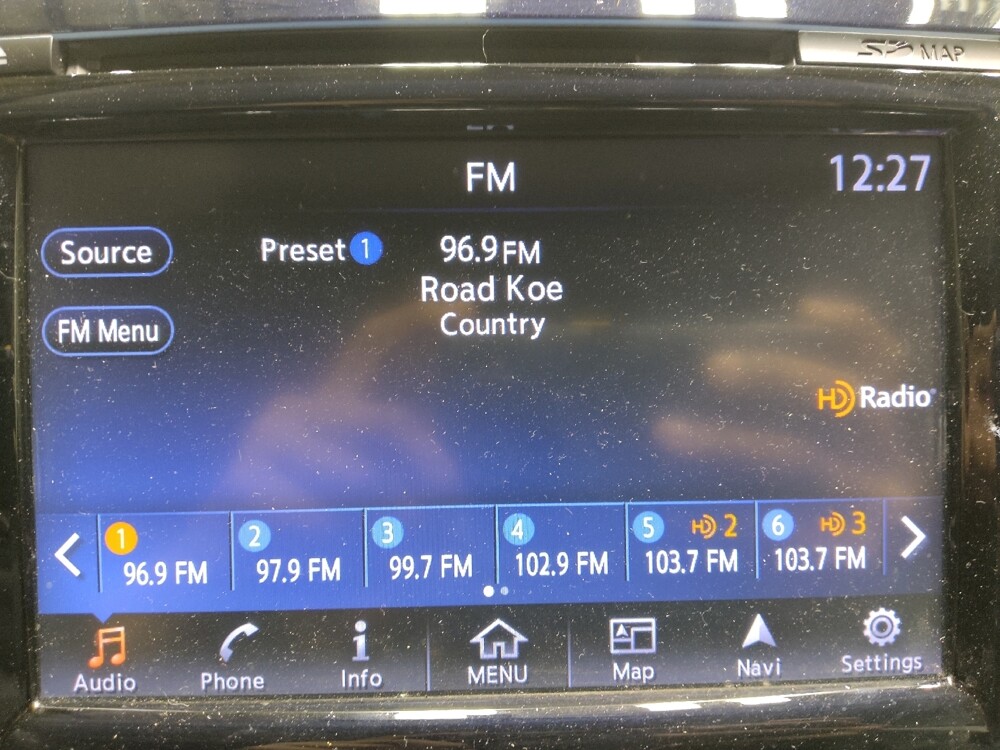 SD MAP
FM
12:27
Source
Preset 1
96.9 FM
Road Koe
Country
FM Menu
HD Radio
1
96.9 FM
2
97.9 FM
3
99.7 FM
4
102.9 FM
5 HD 2
103.7 FM
6 HD 3
103.7 FM
Audio
Phone
Info
MENU
Map
Navi
Settings